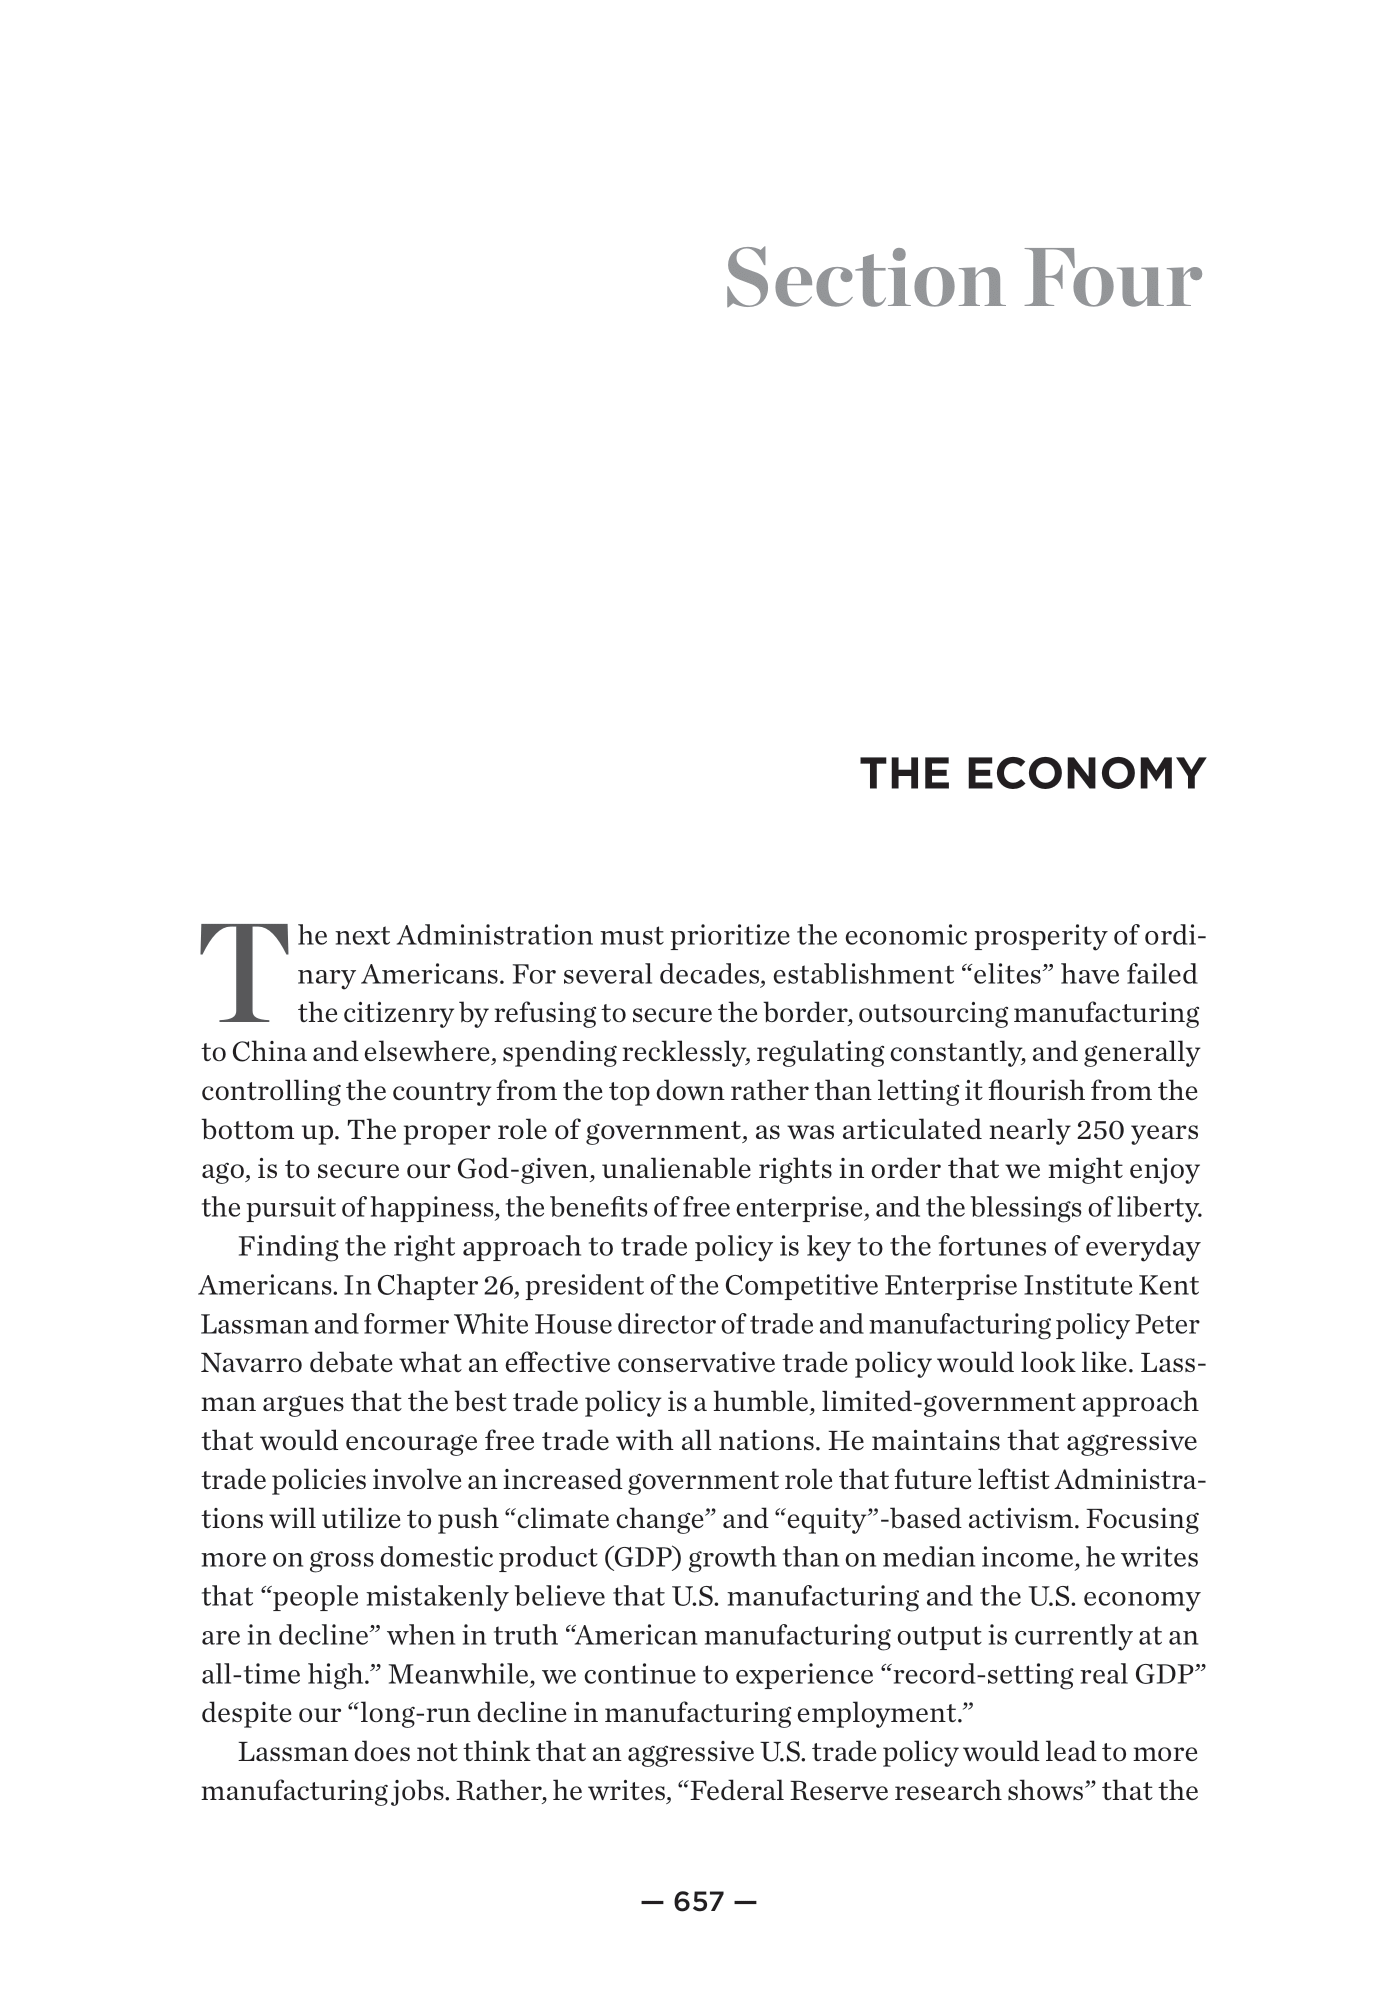 Section Four
THE ECONOMY
The next Administration must prioritize the economic prosperity of ordi-
nary Americans. For several decades, establishment “elites” have failed
the citizenry by refusing to secure the border, outsourcing manufacturing
to China and elsewhere, spending recklessly, regulating constantly, and generally
controlling the country from the top down rather than letting it flourish from the
bottom up. The proper role of government, as was articulated nearly 250 years
ago, is to secure our God-given, unalienable rights in order that we might enjoy
the pursuit of happiness, the benefits of free enterprise, and the blessings of liberty.
Finding the right approach to trade policy is key to the fortunes of everyday
Americans. In Chapter 26, president of the Competitive Enterprise Institute Kent
Lassman and former White House director of trade and manufacturing policy Peter
Navarro debate what an effective conservative trade policy would look like. Lass-
man argues that the best trade policy is a humble, limited-government approach
that would encourage free trade with all nations. He maintains that aggressive
trade policies involve an increased government role that future leftist Administra-
tions will utilize to push “climate change” and “equity”-based activism. Focusing
more on gross domestic product (GDP) growth than on median income, he writes
that “people mistakenly believe that U.S. manufacturing and the U.S. economy
are in decline” when in truth “American manufacturing output is currently at an
all-time high.” Meanwhile, we continue to experience “record-setting real GDP”
despite our “long-run decline in manufacturing employment.”
Lassman does not think that an aggressive U.S. trade policy would lead to more
manufacturing jobs. Rather, he writes, “Federal Reserve research shows” that the
— 657 —